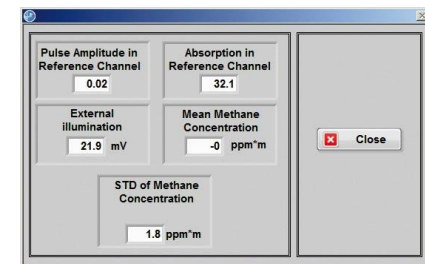 Pulse Amplitude in
Reference Channel
0.02
Absorption in
Reference Channel
32.1
External
illumination
21.9 mV
Mean Methane
Concentration
-0 ppm*m
STD of Methane
Concentration
1.8 ppm*m
Close